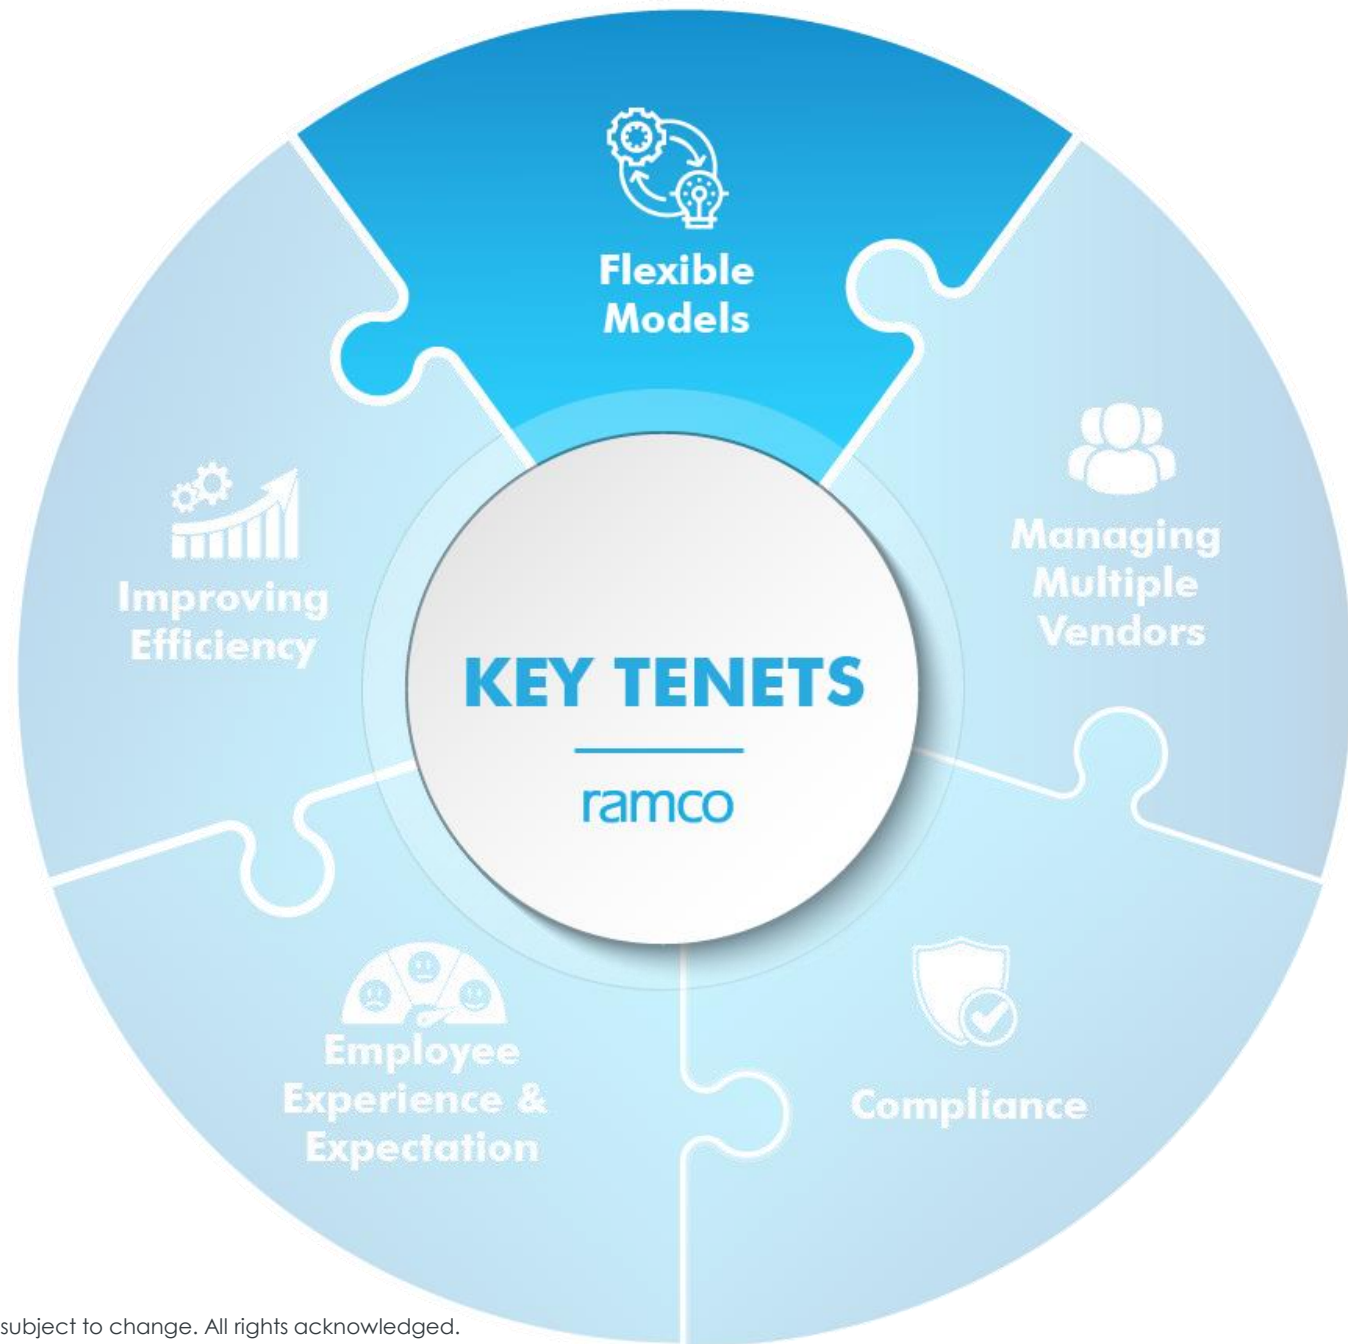 Flexible
Models
Managing
Multiple
Vendors
Improving
Efficiency
KEY TENETS
ramco
Employee
Experience &
Expectation
Compliance
subject to change. All rights acknowledged.